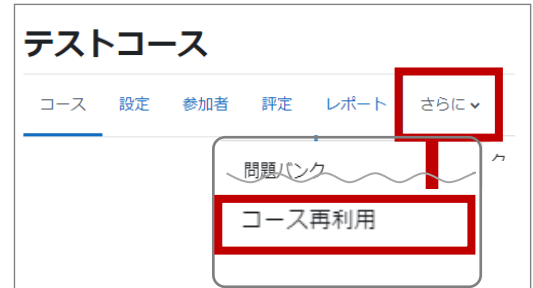 テストコース
コース 設定 参加者 評定 レポート さらに
問題バンク
ク
コース再利用